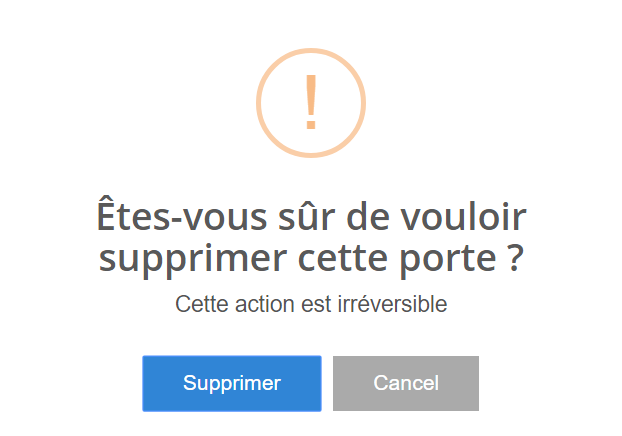 !
Êtes-vous sûr de vouloir
supprimer cette porte ?
Cette action est irréversible
Supprimer
Cancel